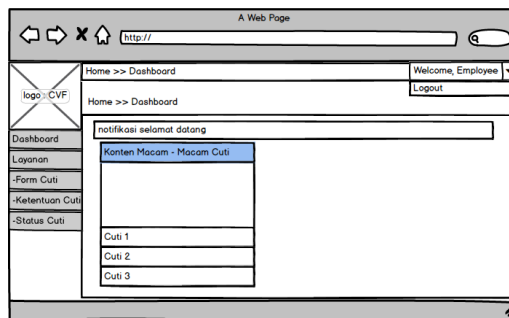 A Web Page
http://
Home >> Dashboard
Welcome, Employee
Logout
logo CVF
Home >> Dashboard
notifikasi selamat datang
Dashboard
Layanan
-Form Cuti
-Ketentuan Cuti
-Status Cuti
Konten Macam - Macam Cuti
Cuti 1
Cuti 2
Cuti 3